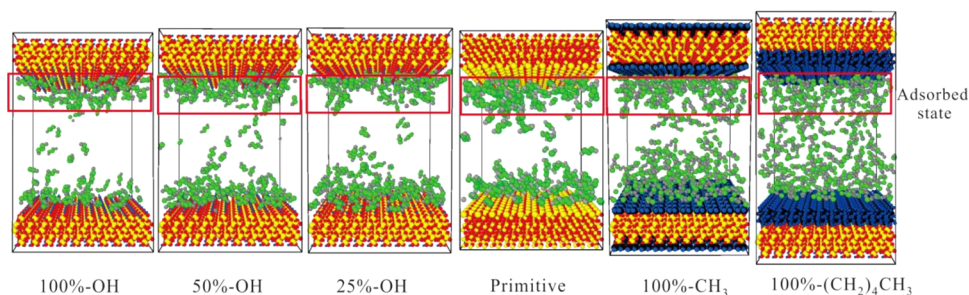 Adsorbed
state
100%-OH
50%-OH
25%-OH
Primitive
100%-CH₃
100%-(CH₂)₄CH₃